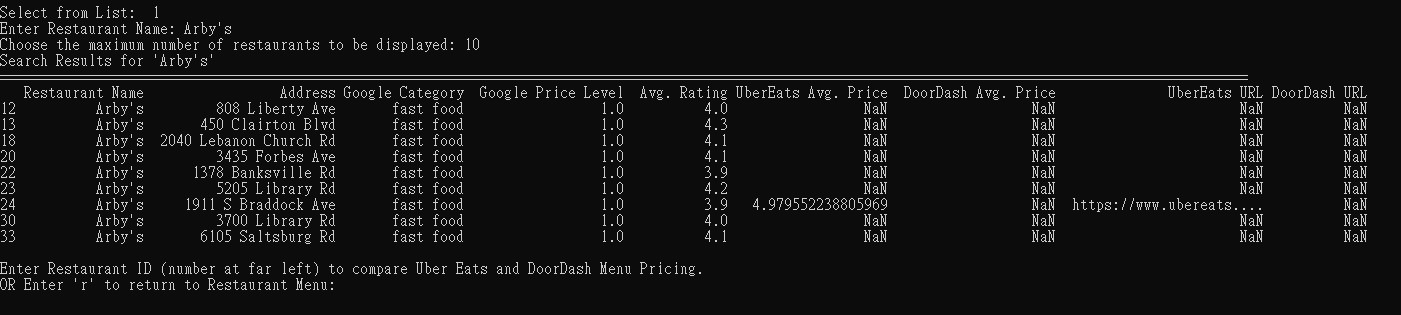 Select from List:  1
Enter Restaurant Name: Arby's
Choose the maximum number of restaurants to be displayed: 10
Search Results for 'Arby's'
Restaurant Name Address Google Category Google Price Level Avg. Rating UberEats Avg. Price DoorDash Avg. Price UberEats URL DoorDash URL
12 Arby's 808 Liberty Ave fast food 1.0 4.0 NaN NaN NaN NaN
13 Arby's 450 Clairton Blvd fast food 1.0 4.3 NaN NaN NaN NaN
18 Arby's 2040 Lebanon Church Rd fast food 1.0 4.1 NaN NaN NaN NaN
20 Arby's 3435 Forbes Ave fast food 1.0 4.1 NaN NaN NaN NaN
22 Arby's 1378 Banksville Rd fast food 1.0 3.9 NaN NaN NaN NaN
23 Arby's 5205 Library Rd fast food 1.0 4.2 NaN NaN NaN NaN
24 Arby's 1911 S Braddock Ave fast food 1.0 3.9 4.979552238805969 NaN https://www.ubereats.... NaN
30 Arby's 3700 Library Rd fast food 1.0 4.0 NaN NaN NaN NaN
33 Arby's 6105 Saltsburg Rd fast food 1.0 4.1 NaN NaN NaN NaN
Enter Restaurant ID (number at far left) to compare Uber Eats and DoorDash Menu Pricing.
OR Enter 'r' to return to Restaurant Menu: